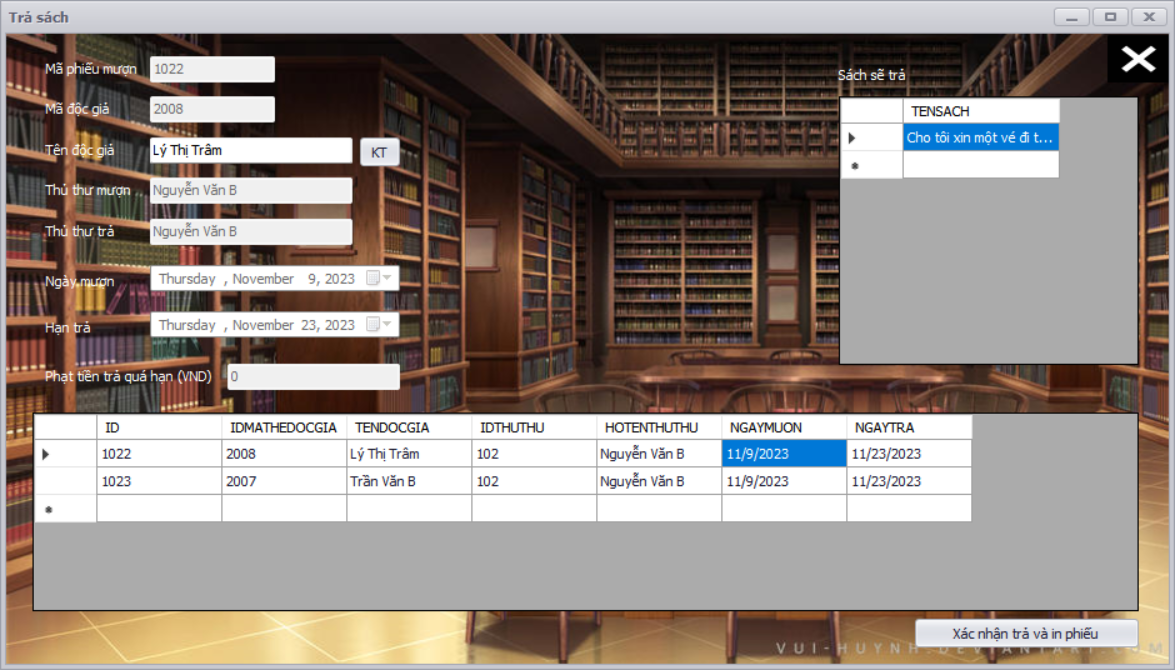 Trả sách
Mã phiếu mượn 1022
Mã độc giả 2008
Tên độc giả Lý Thị Trâm KT
Thủ thư mượn Nguyễn Văn B
Thủ thư trả Nguyễn Văn B
Ngày mượn Thursday , November 9, 2023
Hạn trả Thursday , November 23, 2023
Phạt tiền trả quá hạn (VND) 0
Sách sẽ trả
TENSACH
Cho tôi xin một vé đi t...
ID IDMATHEDOCGIA TENDOCGIA IDTHUTHU HOTENTHUTHU NGAYMUON NGAYTRA
1022 2008 Lý Thị Trâm 102 Nguyễn Văn B 11/9/2023 11/23/2023
1023 2007 Trần Văn B 102 Nguyễn Văn B 11/9/2023 11/23/2023
Xác nhận trả và in phiếu
VUI-HUYNH.DEVIANTART.COM